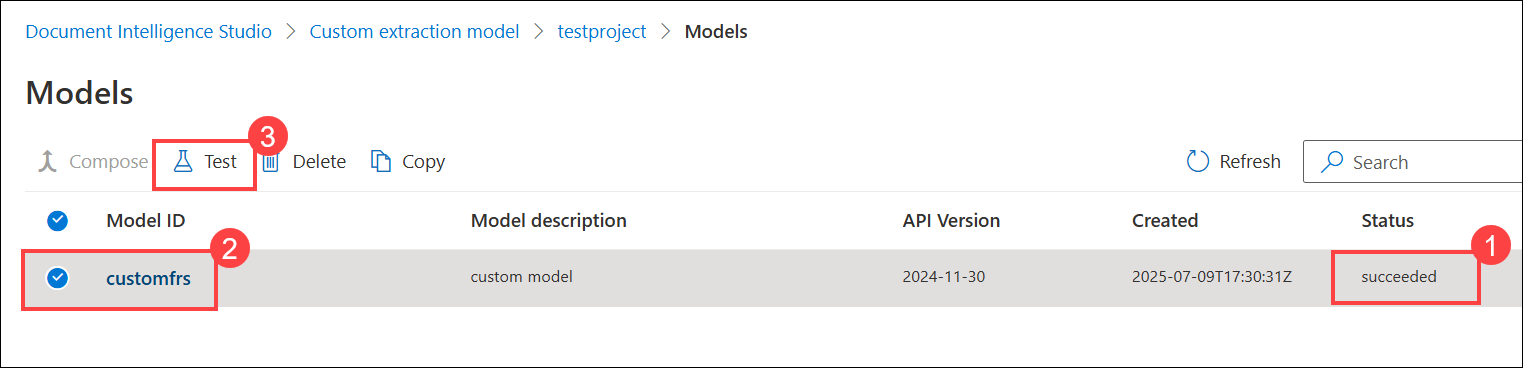 Document Intelligence Studio > Custom extraction model > testproject > Models
Models
3
Compose Test Delete Copy Refresh Search
Model ID Model description API Version Created Status
2 1
customfrs custom model 2024-11-30 2025-07-09T17:30:31Z succeeded